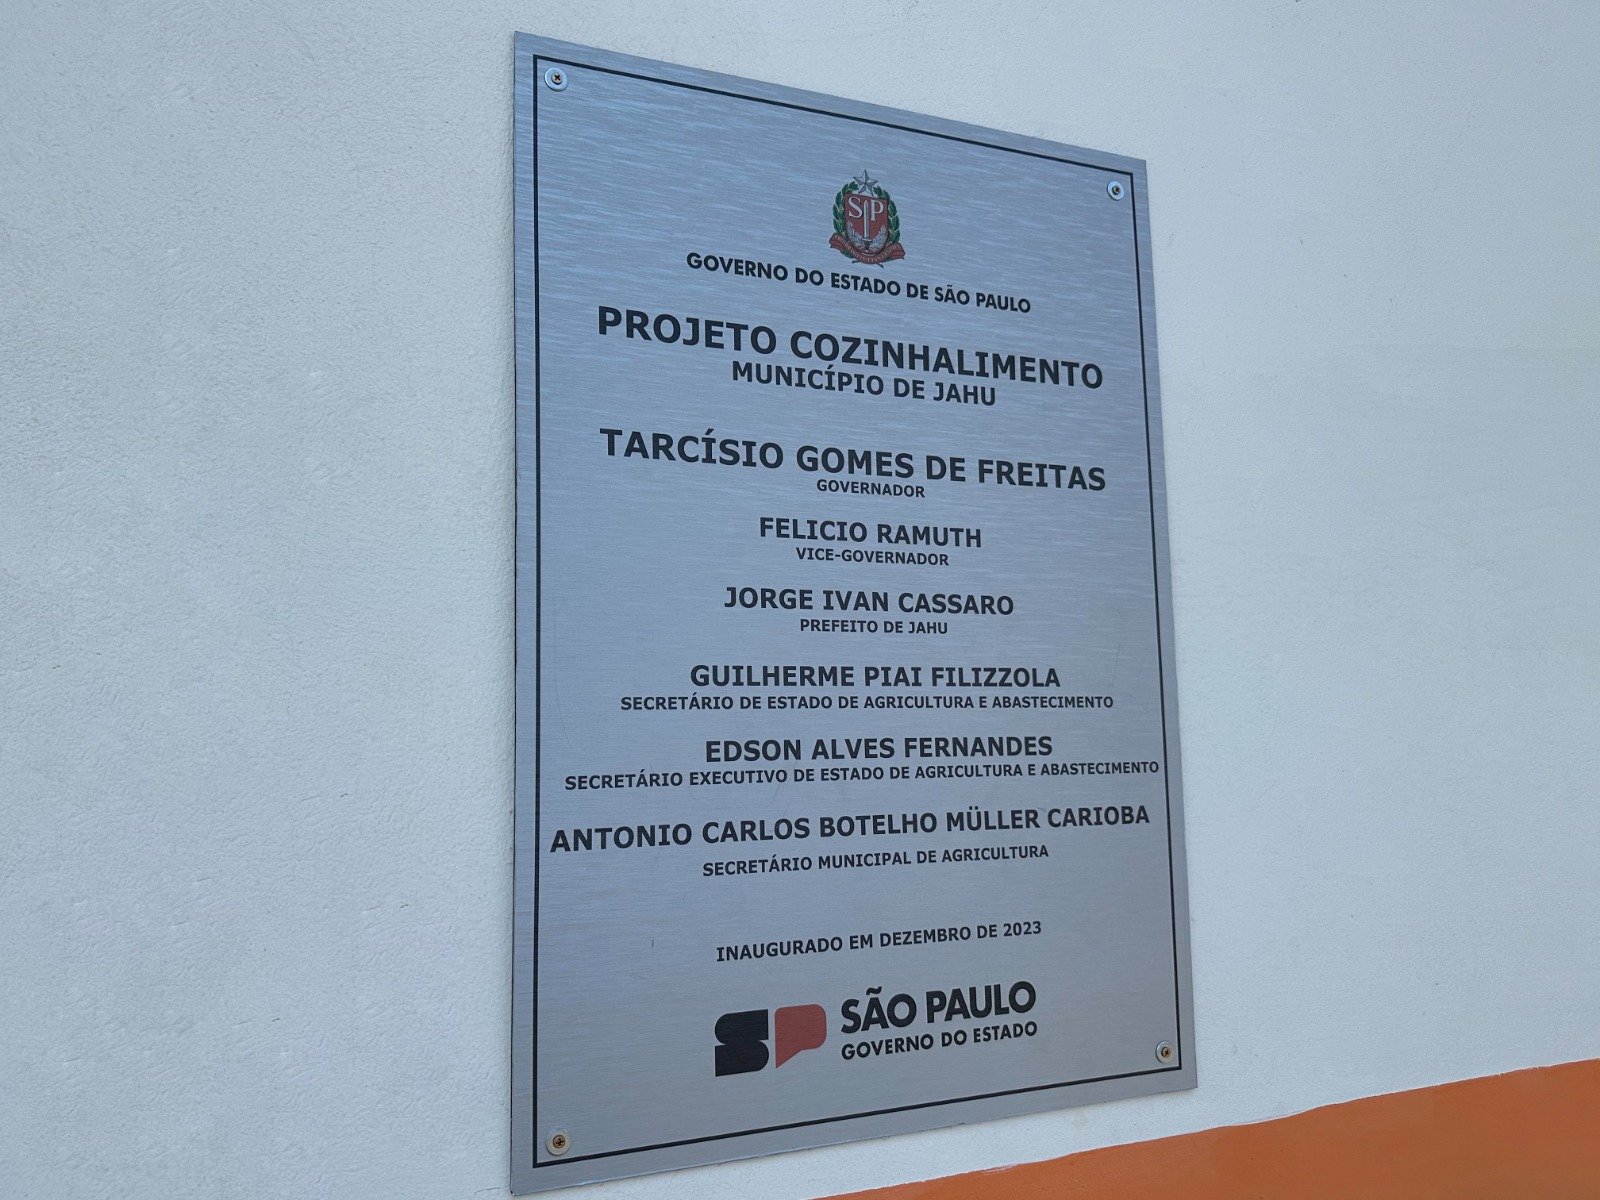 SP
GOVERNO DO ESTADO DE SÃO PAULO
PROJETO COZINHALIMENTO
MUNICÍPIO DE JAHU
TARCÍSIO GOMES DE FREITAS
GOVERNADOR
FELICIO RAMUTH
VICE-GOVERNADOR
JORGE IVAN CASSARO
PREFEITO DE JAHU
GUILHERME PIAI FILIZZOLA
SECRETÁRIO DE ESTADO DE AGRICULTURA E ABASTECIMENTO
EDSON ALVES FERNANDES
SECRETÁRIO EXECUTIVO DE ESTADO DE AGRICULTURA E ABASTECIMENTO
ANTONIO CARLOS BOTELHO MÜLLER CARIOBA
SECRETÁRIO MUNICIPAL DE AGRICULTURA
INAUGURADO EM DEZEMBRO DE 2023
SP SÃO PAULO
GOVERNO DO ESTADO